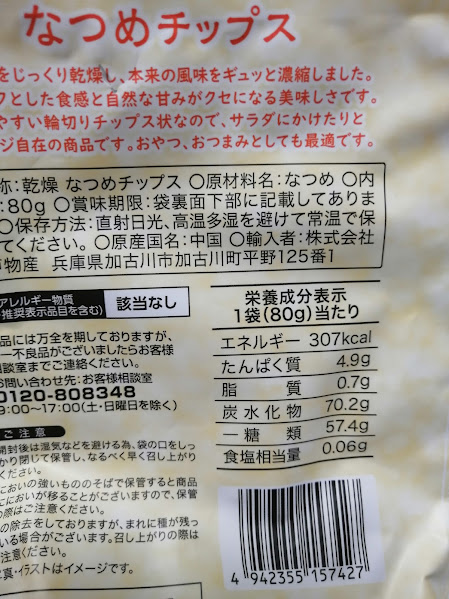 なつめチップス
をじっくり乾燥し、本来の風味をギュッと濃縮しました。
フとした食感と自然な甘みがクセになる美味しさです。
やすい輪切りチップス状なので、サラダにかけたりと
ジ自在の商品です。おやつ、おつまみとしても最適です。
称:乾燥 なつめチップス ○原材料名:なつめ ○内
:80g ○賞味期限:袋裏面下部に記載してありま
○保存方法:直射日光、高温多湿を避けて常温で保
てください。○原産国名:中国 ○輸入者:株式会社
物産 兵庫県加古川市加古川町平野125番1
アレルギー物質
推奨表示品目を含む)
該当なし
品には万全を期しておりますが、
一不良品がございましたらお客様
相談室までご連絡ください。
お問い合わせ先:お客様相談室
0120-808348
9:00〜17:00(土・日曜日を除く)
ご注意
開封後は湿気などを避ける為、袋の口をしっ
かり閉じて保管し、なるべく早く召し上がり
ください。
においの強いもののそばで保管すると商品
ににおいが移ることがございますので、保管
の際はご注意ください。
の除去をしておりますが、まれに種が残っ
いる場合がございます。召し上がりの際は
ご注意ください。
写真・イラストはイメージです。
栄養成分表示
1袋(80g)当たり
エネルギー 307kcal
たんぱく質 4.9g
脂質 0.7g
炭水化物 70.2g
−糖類 57.4g
食塩相当量 0.06g
4 942355 157427